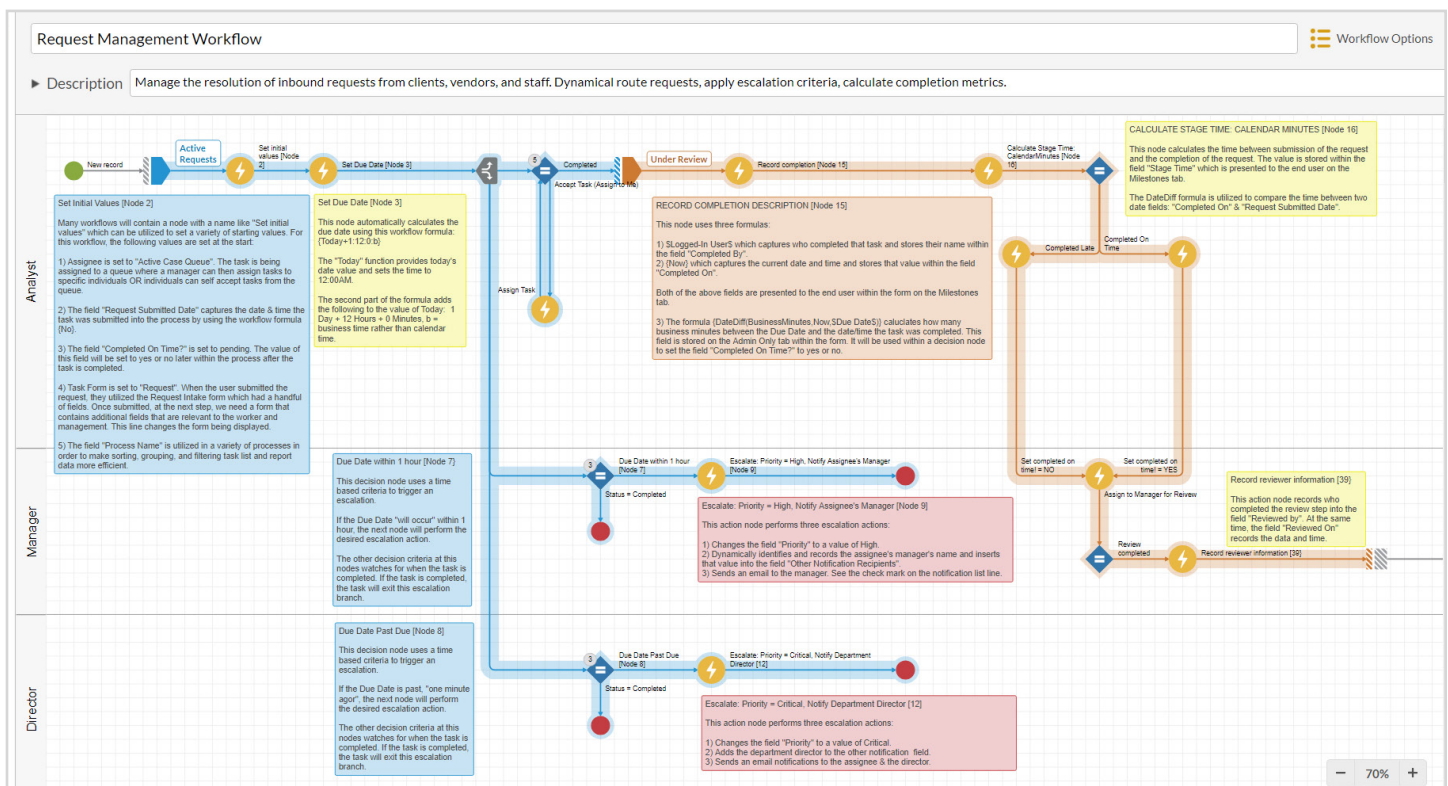 Request Management Workflow
Workflow Options
Description
Manage the resolution of inbound requests from clients, vendors, and staff. Dynamical route requests, apply escalation criteria, calculate completion metrics.
Analyst
New record
Active
Requests
Set initial
values [Node
2]
Set Due Date [Node 3]
5
Completed
Accept Task (Assign to Me)
Assign Task
Under Review
Record completion [Node 15]
Calculate Stage Time:
CalendarMinutes [Node
16]
Completed Late
Completed On
Time
CALCULATE STAGE TIME: CALENDAR MINUTES [Node 16]
This node calculates the time between submission of the request
and the completion of the request. The value is stored within the
field "Stage Time" which is presented to the end user on the
Milestones tab.
The DateDiff formula is utilized to compare the time between two
date fields: "Completed On" & "Request Submitted Date".
Set Initial Values [Node 2]
Many workflows will contain a node with a name like "Set initial
values" which can be utilized to set a variety of starting values. For
this workflow, the following values are set at the start:
1) Assignee is set to "Active Case Queue". The task is being
assigned to a queue where a manager can then assign tasks to
specific individuals OR individuals can self accept tasks from the
queue.
2) The field "Request Submitted Date" captures the date & time the
task was submitted into the process by using the workflow formula
{No}.
3) The field "Completed On Time?" is set to pending. The value of
this field will be set to yes or no later within the process after the
task is completed.
4) Task Form is set to "Request". When the user submitted the
request, they utilized the Request Intake form which had a handful
of fields. Once submitted, at the next step, we need a form that
contains additional fields that are relevant to the worker and
management. This line changes the form being displayed.
5) The field "Process Name" is utilized in a variety of processes in
order to make sorting, grouping, and filtering task list and report
data more efficient.
Set Due Date [Node 3]
This node automatically calculates the
due date using this workflow formula:
{Today+1:12:0:b}
The "Today" function provides today's
date value and sets the time to
12:00AM.
The second part of the formula adds
the following to the value of Today: 1
Day + 12 Hours + 0 Minutes, b =
business time rather than calendar
time.
RECORD COMPLETION DESCRIPTION [Node 15]
This node uses three formulas:
1) $Logged-In User$ which captures who completed that task and stores their name within
the field "Completed By".
2) {Now} which captures the current date and time and stores that value within the field
"Completed On".
Both of the above fields are presented to the end user within the form on the Milestones
tab.
3) The formula {DateDiff(BusinessMinutes,Now,$Due Date$)} caluclates how many
business minutes between the Due Date and the date/time the task was completed. This
field is stored on the Admin Only tab within the form. It will be used within a decision node
to set the field "Completed On Time?" to yes or no.
Manager
Due Date within 1 hour [Node 7]
This decision node uses a time
based criteria to trigger an
escalation.
If the Due Date "will occur" within 1
hour, the next node will perform the
desired escalation action.
The other decision criteria at this
nodes watches for when the task is
completed. If the task is completed,
the task will exit this escalation
branch.
3
Due Date within 1 hour
[Node 7]
Status = Completed
Escalate: Priority = High, Notify Assignee's Manager
[Node 9]
Escalate: Priority = High, Notify Assignee's Manager [Node 9]
This action node performs three escalation actions:
1) Changes the field "Priority" to a value of High.
2) Dynamically identifies and records the assignee's manager's name and inserts
that value into the field "Other Notification Recipients".
3) Sends an email to the manager. See the check mark on the notification list line.
Set completed on
time! = NO
Set completed on
time! = YES
Assign to Manager for Reivew
Review
completed
Record reviewer information [39]
Record reviewer information [39]
This action node records who
completed the review step into the
field "Reviewed by". At the same
time, the field "Reviewed On"
records the data and time.
Director
Due Date Past Due [Node 8]
This decision node uses a time
based criteria to trigger an
escalation.
If the Due Date is past, "one minute
agor", the next node will perform
the desired escalation action.
The other decision criteria at this
nodes watches for when the task is
completed. If the task is completed,
the task will exit this escalation
branch.
3
Due Date Past Due
[Node 8]
Status = Completed
Escalate: Priority = Critical, Notify Department
Director [12]
Escalate: Priority = Critical, Notify Department Director [12]
This action node performs three escalation actions:
1) Changes the field "Priority" to a value of Critical.
2) Adds the department director to the other notification field.
3) Sends an email notifications to the assignee & the director.
− 70% +